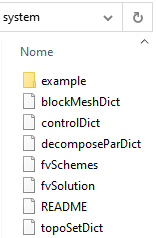 system
Nome
example
blockMeshDict
controlDict
decomposeParDict
fvSchemes
fvSolution
README
topoSetDict